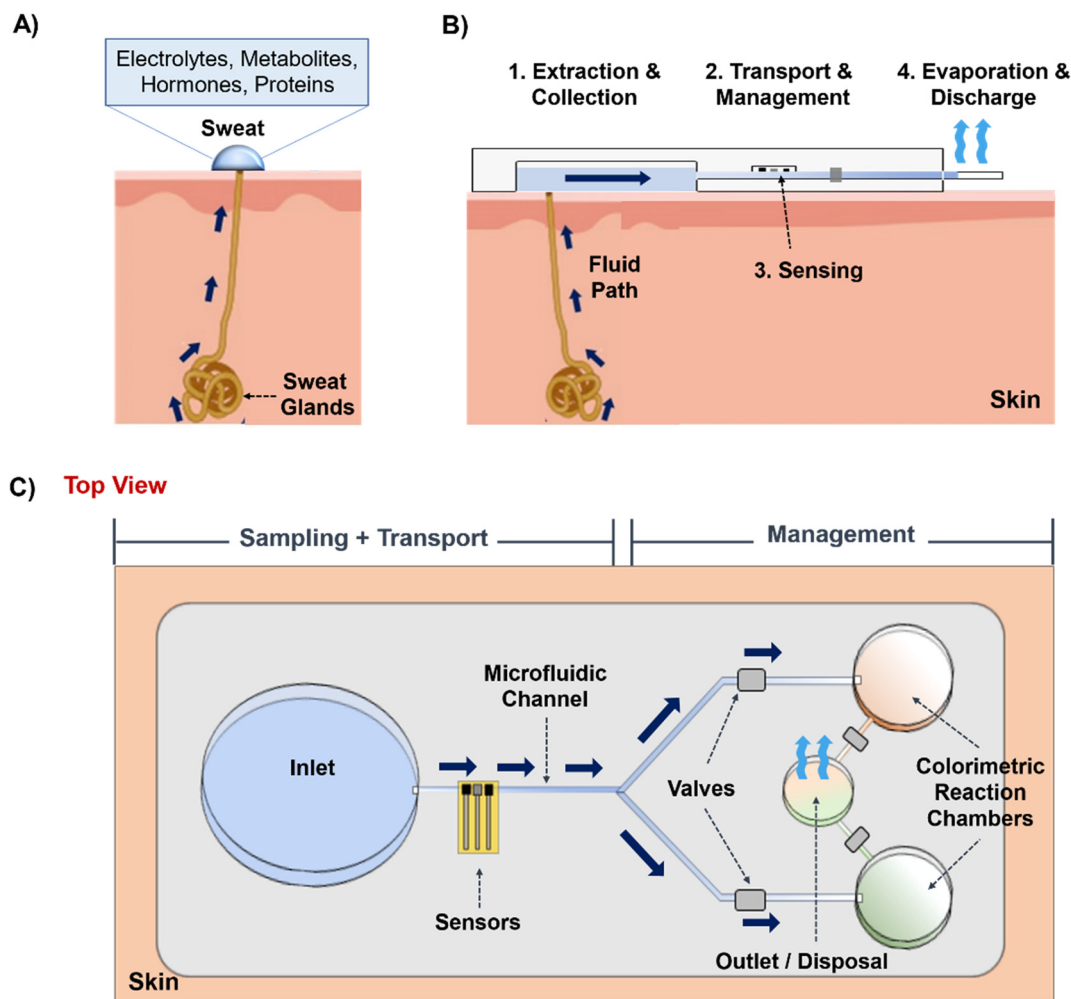 A)
Electrolytes, Metabolites,
Hormones, Proteins
Sweat
Sweat
Glands
B)
1. Extraction &
Collection
2. Transport &
Management
4. Evaporation &
Discharge
Fluid
Path
3. Sensing
Skin
C)
Top View
Sampling + Transport
Management
Microfluidic
Channel
Inlet
Valves
Colorimetric
Reaction
Chambers
Sensors
Outlet / Disposal
Skin